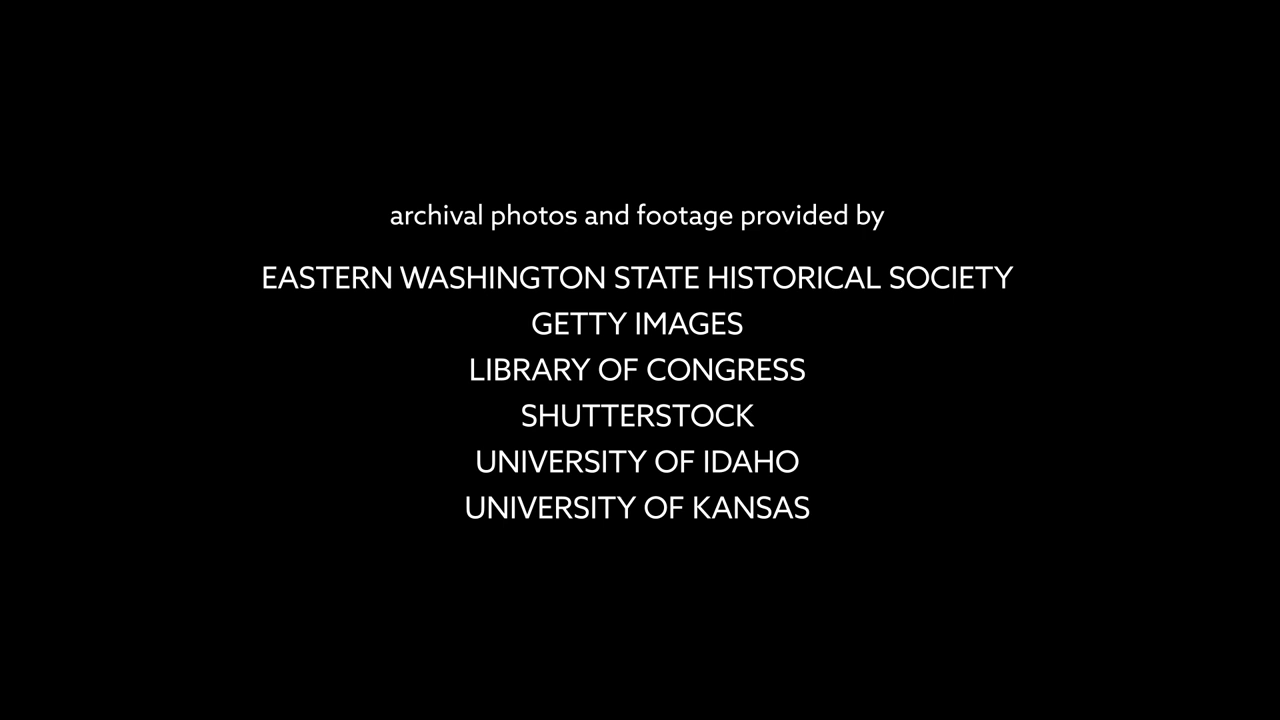 archival photos and footage provided by
EASTERN WASHINGTON STATE HISTORICAL SOCIETY
GETTY IMAGES
LIBRARY OF CONGRESS
SHUTTERSTOCK
UNIVERSITY OF IDAHO
UNIVERSITY OF KANSAS